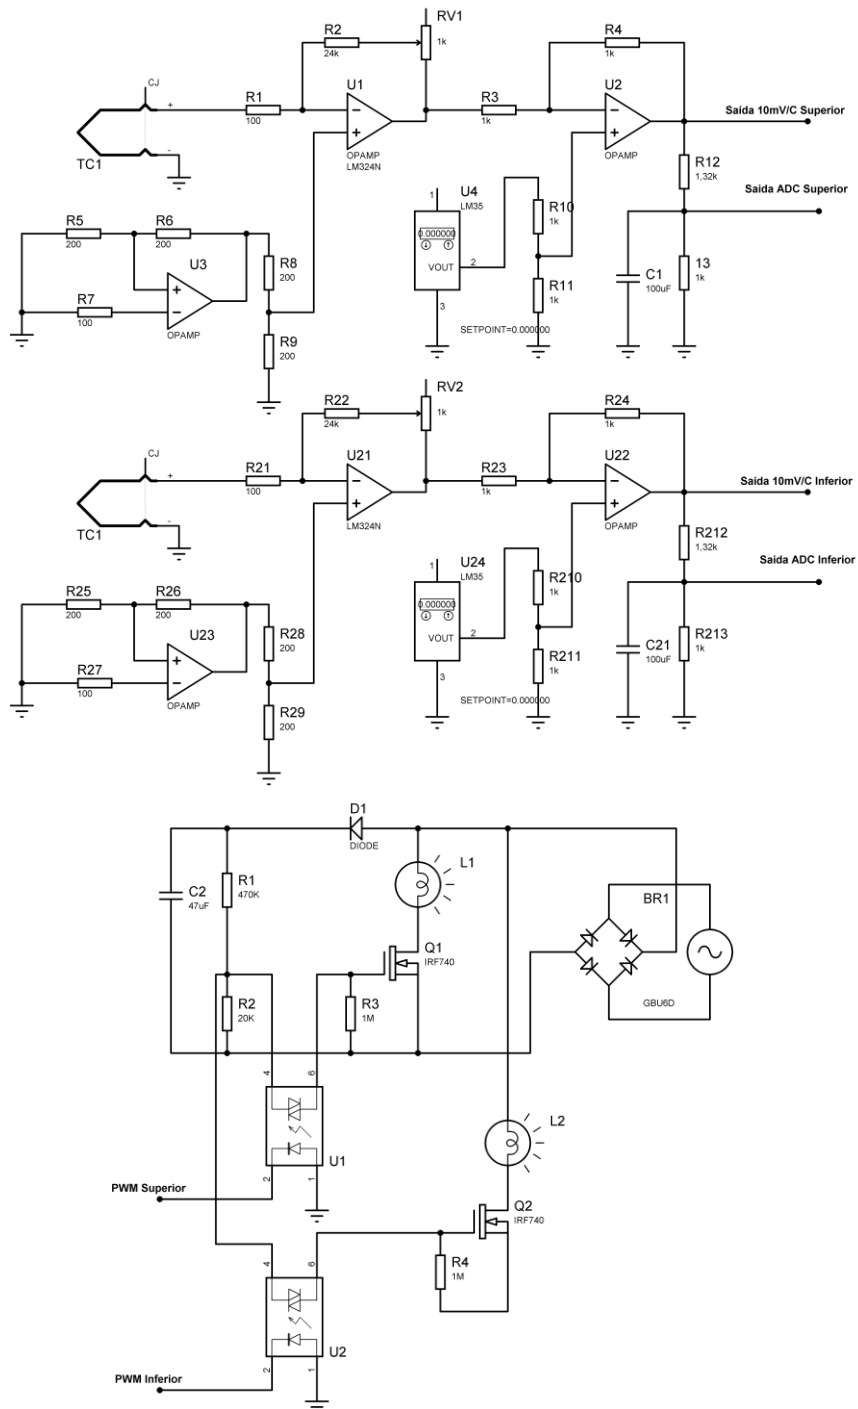 RV1
1k
R2
24k
R4
1k
CJ
+
-
TC1
R1
100
U1
OPAMP
LM324N
R3
1k
U2
OPAMP
Saída 10mV/C Superior
R12
1,32k
Saida ADC Superior
R5
200
R6
200
U3
OPAMP
R7
100
R8
200
R9
200
1
U4
LM35
0.000000
VOUT
2
3
SETPOINT=0.000000
R10
1k
R11
1k
C1
100uF
13
1k
RV2
1k
R22
24k
R24
1k
CJ
+
-
TC1
R21
100
U21
LM324N
R23
1k
U22
OPAMP
Saída 10mV/C Inferior
R212
1,32k
Saida ADC Inferior
R25
200
R26
200
U23
OPAMP
R27
100
R28
200
R29
200
1
U24
LM35
0.000000
VOUT
2
3
SETPOINT=0.000000
R210
1k
R211
1k
C21
100uF
R213
1k
D1
DIODE
L1
C2
47uF
R1
470K
BR1
GBU6D
Q1
IRF740
R2
20K
R3
1M
4
6
U1
2
1
PWM Superior
L2
Q2
IRF740
R4
1M
4
6
U2
2
1
PWM Inferior